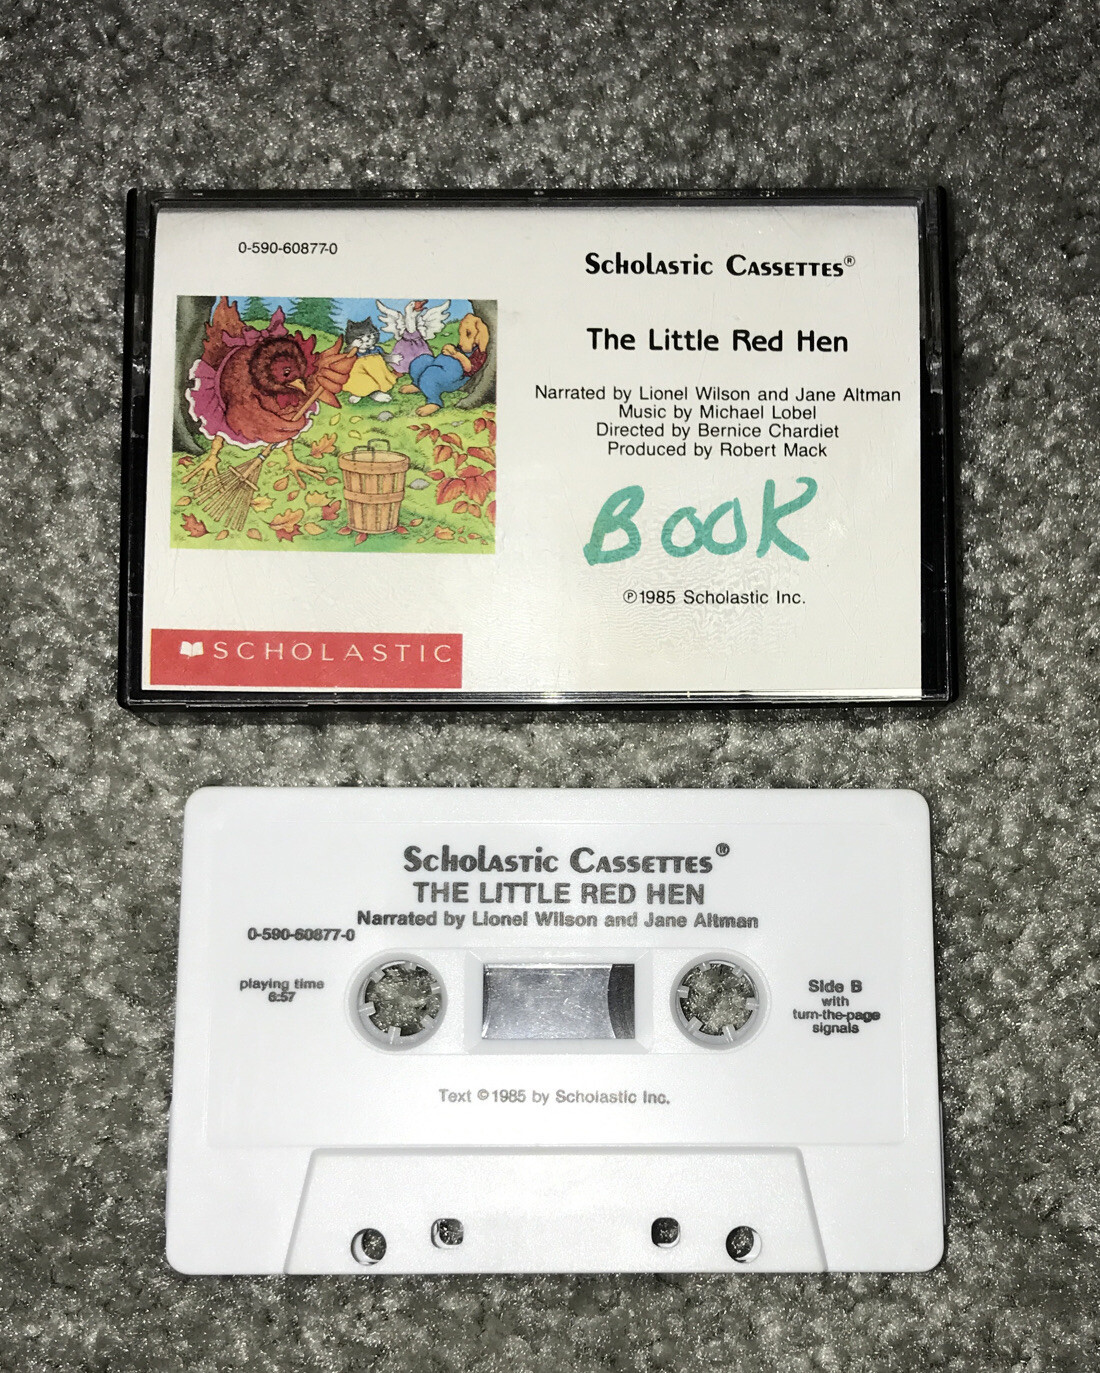 0-590-60877-0
Scholastic Cassettes®
The Little Red Hen
Narrated by Lionel Wilson and Jane Altman
Music by Michael Lobel
Directed by Bernice Chardiet
Produced by Robert Mack
BOOK
℗1985 Scholastic Inc.
SCHOLASTIC
Scholastic Cassettes®
THE LITTLE RED HEN
Narrated by Lionel Wilson and Jane Altman
0-590-60877-0
playing time
6:57
Side B
with
turn-the-page
signals
Text ©1985 by Scholastic Inc.